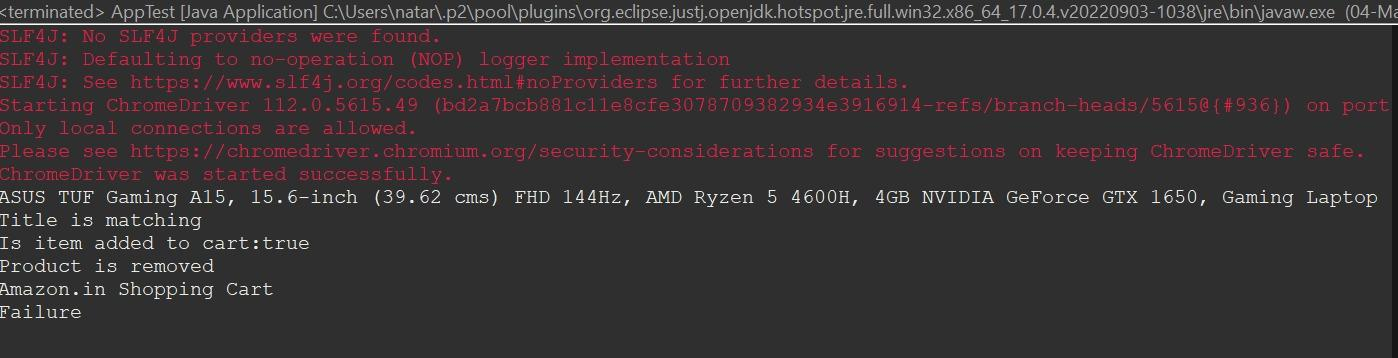 <terminated> AppTest [Java Application] C:\Users\natar\.p2\pool\plugins\org.eclipse.justj.openjdk.hotspot.jre.full.win32.x86_64_17.0.4.v20220903-1038\jre\bin\javaw.exe (04-Ma
SLF4J: No SLF4J providers were found.
SLF4J: Defaulting to no-operation (NOP) logger implementation
SLF4J: See https://www.slf4j.org/codes.html#noProviders for further details.
Starting ChromeDriver 112.0.5615.49 (bd2a7bcb881c11e8cfe3078709382934e3916914-refs/branch-heads/5615@{#936}) on port
Only local connections are allowed.
Please see https://chromedriver.chromium.org/security-considerations for suggestions on keeping ChromeDriver safe.
ChromeDriver was started successfully.
ASUS TUF Gaming A15, 15.6-inch (39.62 cms) FHD 144Hz, AMD Ryzen 5 4600H, 4GB NVIDIA GeForce GTX 1650, Gaming Laptop
Title is matching
Is item added to cart:true
Product is removed
Amazon.in Shopping Cart
Failure